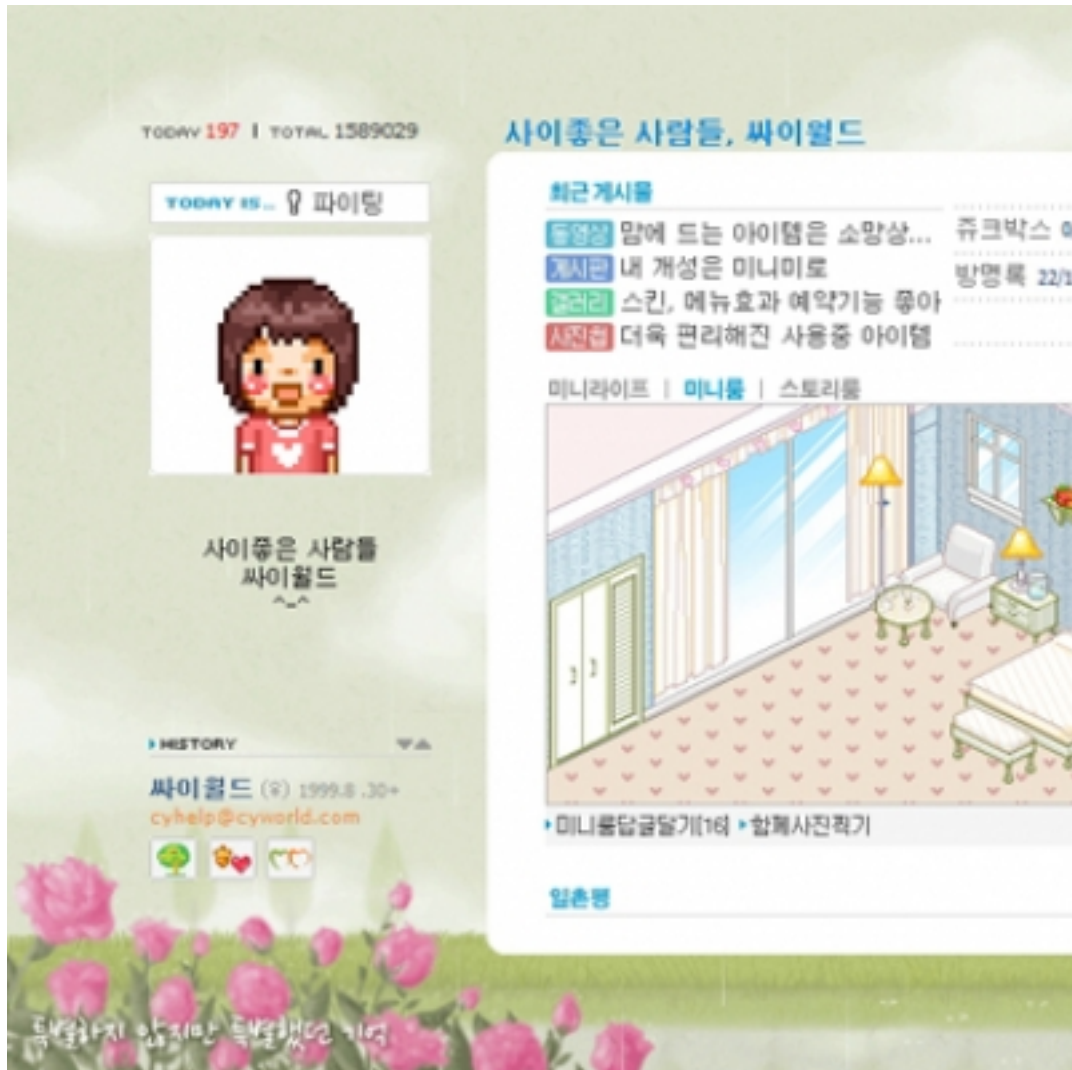 TODAY 197 | TOTAL 1589029
TODAY IS... 파이팅
사이좋은 사람들
싸이월드
^_^
HISTORY
싸이월드 (우) 1999.8 .30+
cyhelp@cyworld.com
사이좋은 사람들, 싸이월드
최근 게시물
동영상 맘에 드는 아이템은 소망상...
게시판 내 개성은 미니미로
갤러리 스킨, 메뉴효과 예약기능 좋아
사진첩 더욱 편리해진 사용중 아이템
쥬크박스
방명록 22/1
미니라이프 | 미니룸 | 스토리룸
미니룸답글달기[16] 함께사진찍기
일촌평
특별하지 않지만 특별했던 기억